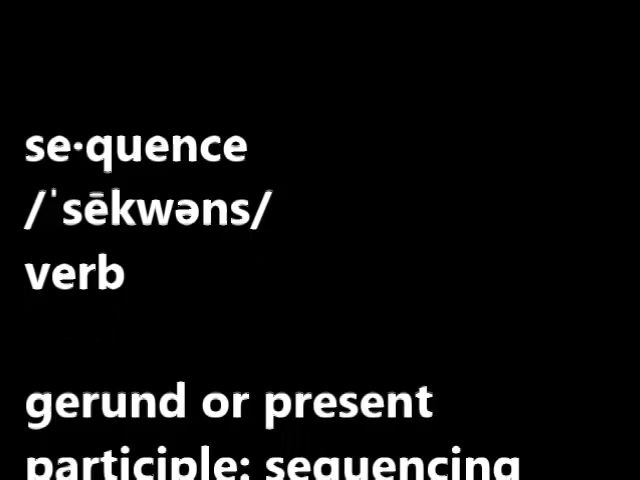 se·quence
/ˈsēkwəns/
verb
gerund or present
participle: sequencing